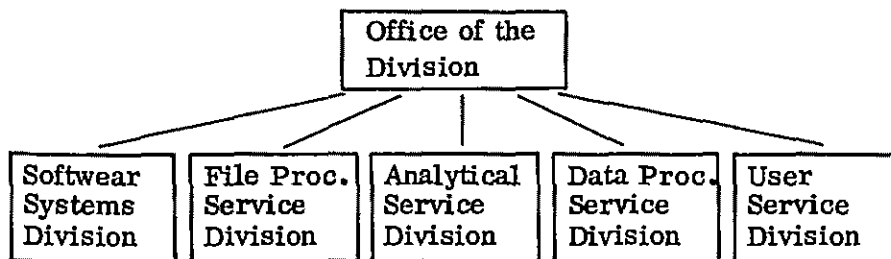 Office of the
Division
Softwear
Systems
Division
File Proc.
Service
Division
Analytical
Service
Division
Data Proc.
Service
Division
User
Service
Division